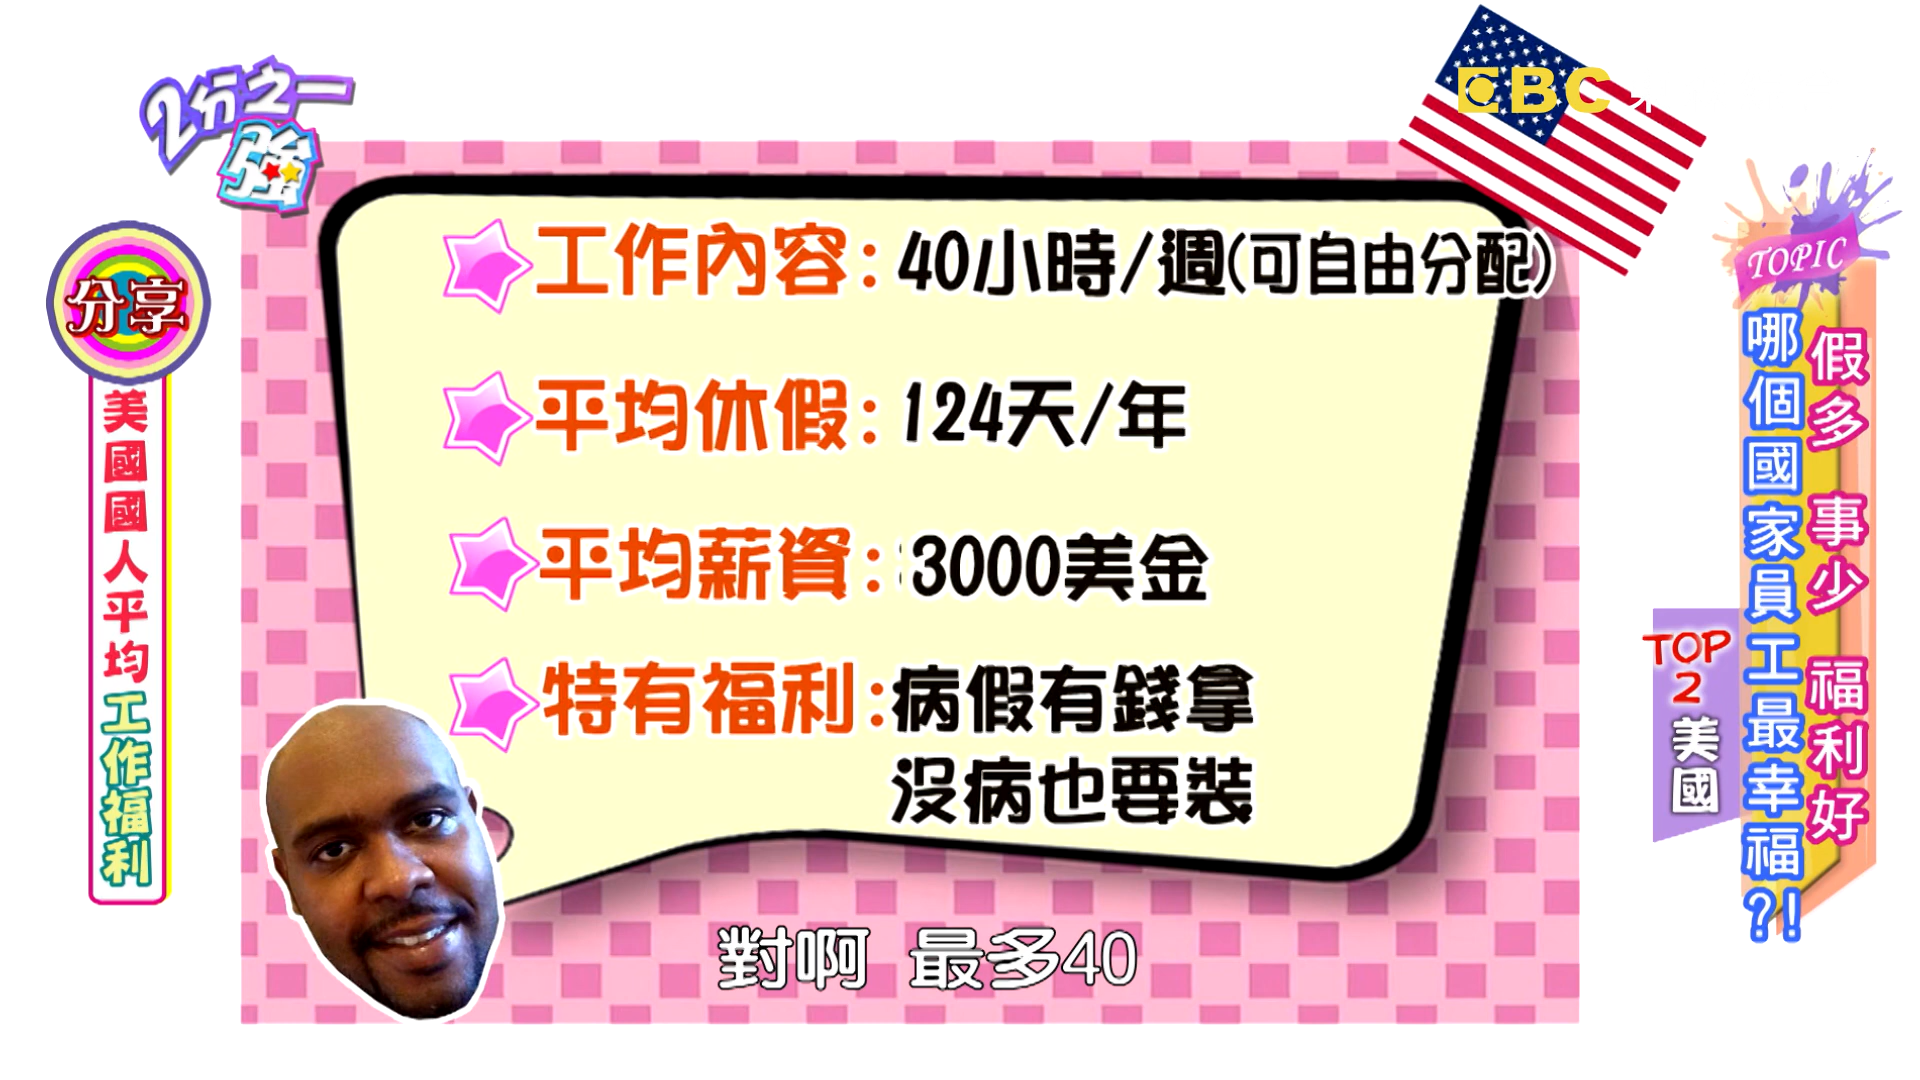 2分之一
強
EBC
分享
美國國人平均工作福利
工作內容：40小時/週(可自由分配)
平均休假：124天/年
平均薪資：3000美金
特有福利：病假有錢拿
沒病也要裝
TOPIC
假多 事少 福利好
哪個國家員工最幸福?!
TOP
2
美國
對啊 最多40